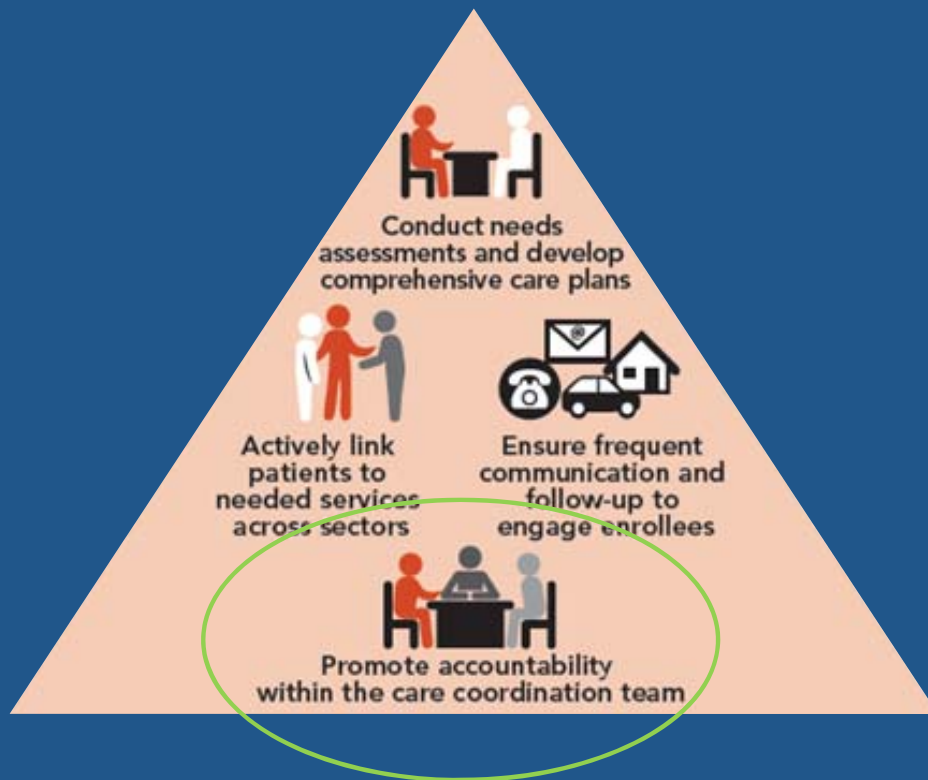 Conduct needs
assessments and develop
comprehensive care plans
Actively link
patients to
needed services
across sectors
@
Ensure frequent
communication and
follow-up to
engage enrollees
Promote accountability
within the care coordination team